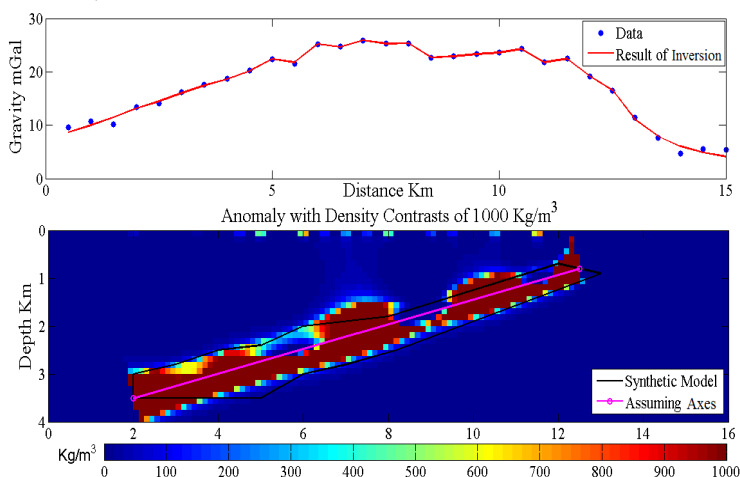 30
20
10
0
Gravity mGal
Data
Result of Inversion
0 5 10 15
Distance Km
Anomaly with Density Contrasts of 1000 Kg/m³
0
1
2
3
4
Depth Km
Synthetic Model
Assuming Axes
0 2 4 6 8 10 12 14 16
Kg/m³
0 100 200 300 400 500 600 700 800 900 1000